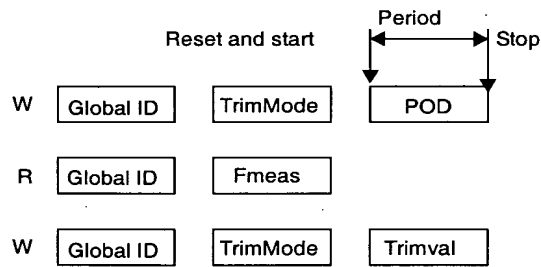 Period
Reset and start Stop
W Global ID TrimMode POD
R Global ID Fmeas
W Global ID TrimMode Trimval